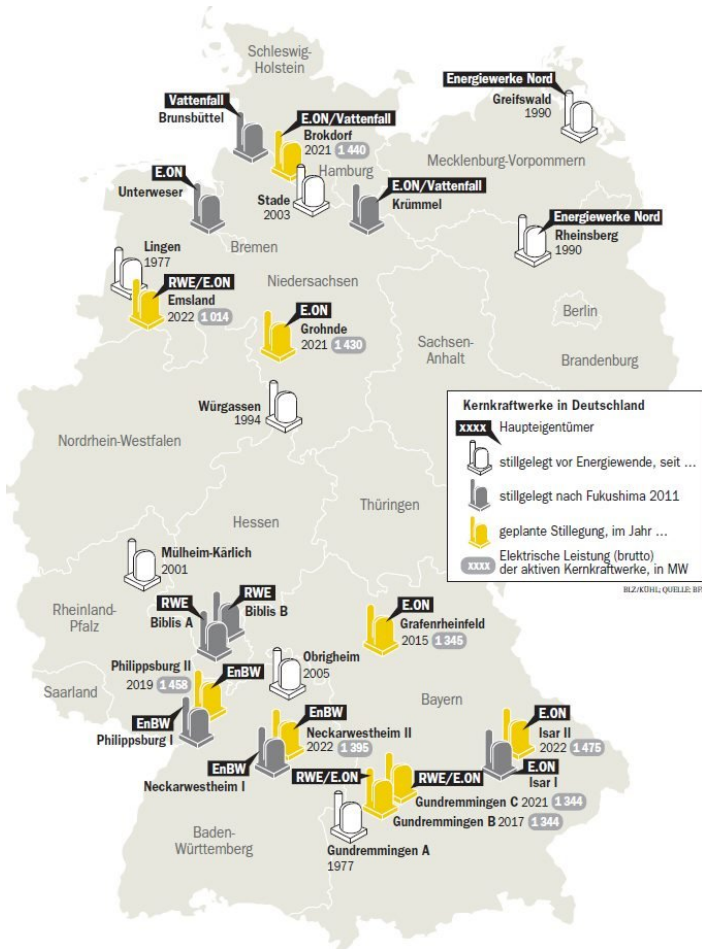 Schleswig-
Holstein
Energiewerke Nord
Greifswald
1990
Vattenfall
Brunsbüttel
E.ON/Vattenfall
Brokdorf
2021 1 440
Hamburg
Mecklenburg-Vorpommern
E.ON
Unterweser
Stade
2003
E.ON/Vattenfall
Krümmel
Energiewerke Nord
Rheinsberg
1990
Lingen
1977
Bremen
RWE/E.ON
Emsland
2022 1 014
Niedersachsen
E.ON
Grohnde
2021 1 430
Berlin
Sachsen-
Anhalt
Brandenburg
Würgassen
1994
Nordrhein-Westfalen
Kernkraftwerke in Deutschland
xxxx Haupteigentümer
stillgelegt vor Energiewende, seit ...
stillgelegt nach Fukushima 2011
geplante Stillegung, im Jahr ...
Elektrische Leistung (brutto)
xxxx der aktiven Kernkraftwerke, in MW
BLZ/KÜHL; QUELLE: BF
Thüringen
Hessen
Mülheim-Kärlich
2001
Rheinland-
Pfalz
RWE
Biblis B
RWE
Biblis A
E.ON
Grafenrheinfeld
2015 1 345
Obrigheim
2005
Philippsburg II
2019 1 458
EnBW
Saarland
Bayern
EnBW
Philippsburg I
EnBW
Neckarwestheim II
2022 1 395
E.ON
Isar II
2022 1 475
EnBW
Neckarwestheim I
E.ON
Isar I
RWE/E.ON
RWE/E.ON
Gundremmingen C 2021 1 344
Gundremmingen B 2017 1 344
Baden-
Württemberg
Gundremmingen A
1977